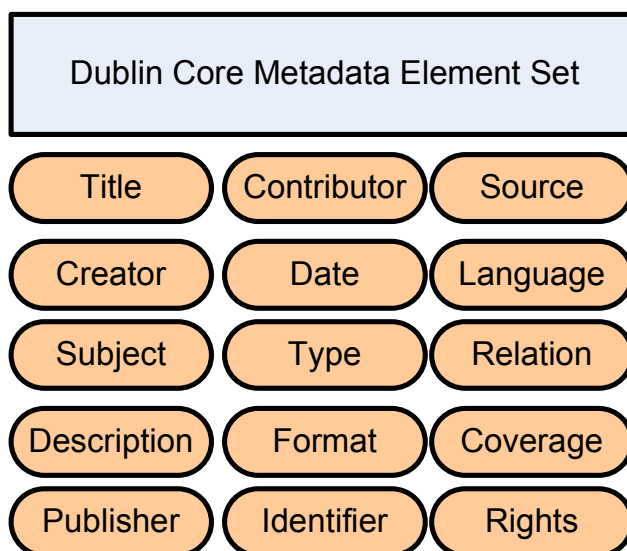 Dublin Core Metadata Element Set
Title Contributor Source
Creator Date Language
Subject Type Relation
Description Format Coverage
Publisher Identifier Rights